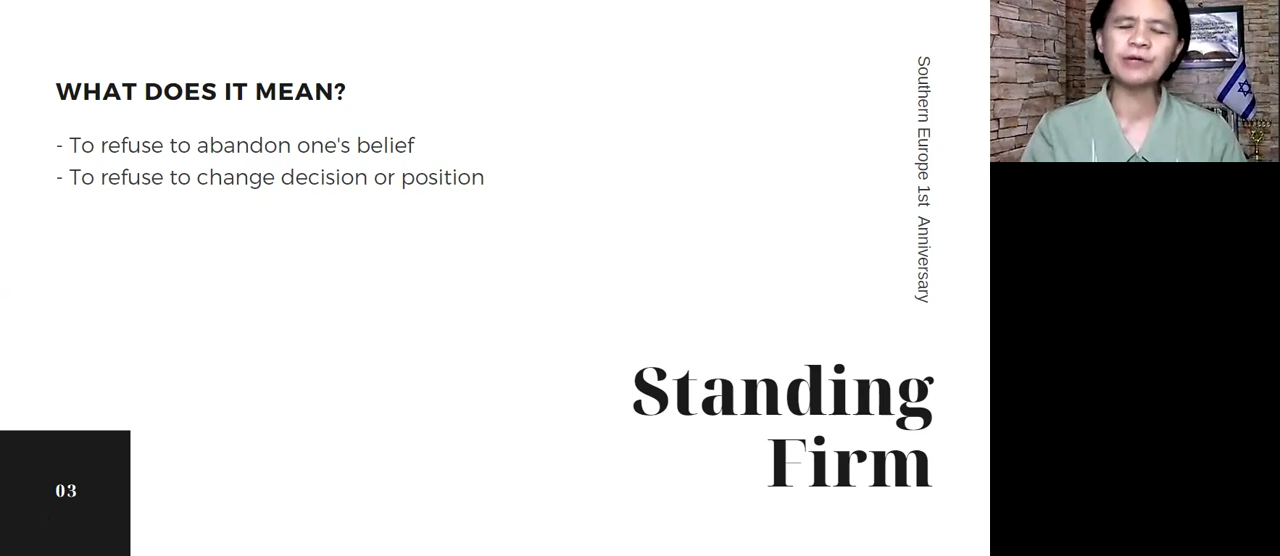 WHAT DOES IT MEAN?
- To refuse to abandon one's belief
- To refuse to change decision or position
Southern Europe 1st Anniversary
Standing
Firm
03